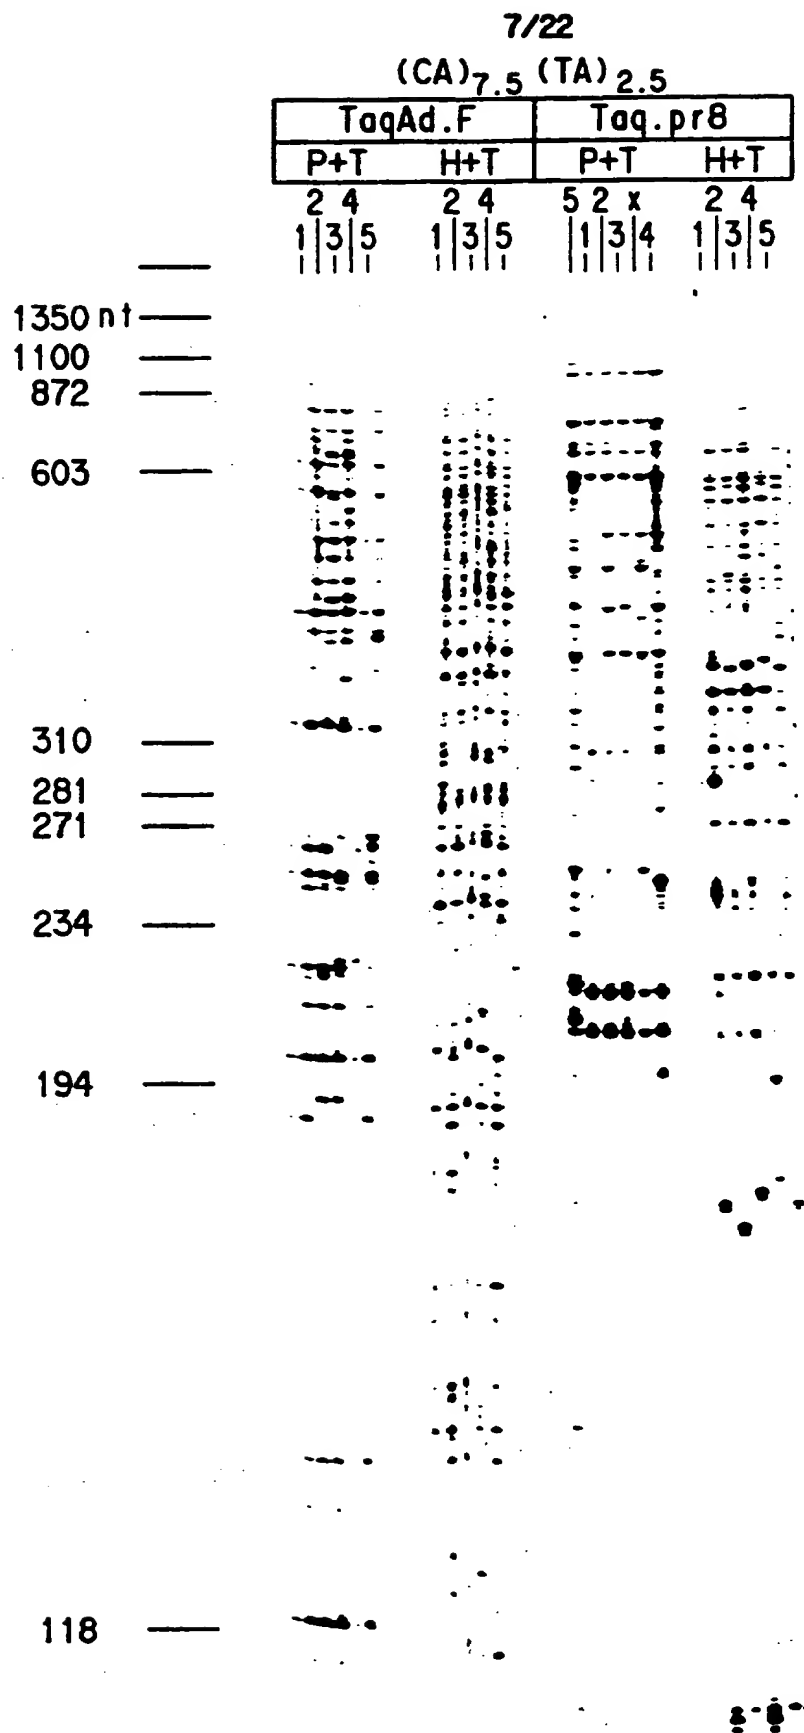 7/22
(CA)7.5 (TA)2.5
TaqAd.F Taq.pr8
P+T H+T P+T H+T
2 4 2 4 5 2 x 2 4
1 3 5 1 3 5 1 3 4 1 3 5
1350 nt
1100
872
603
310
281
271
234
194
118